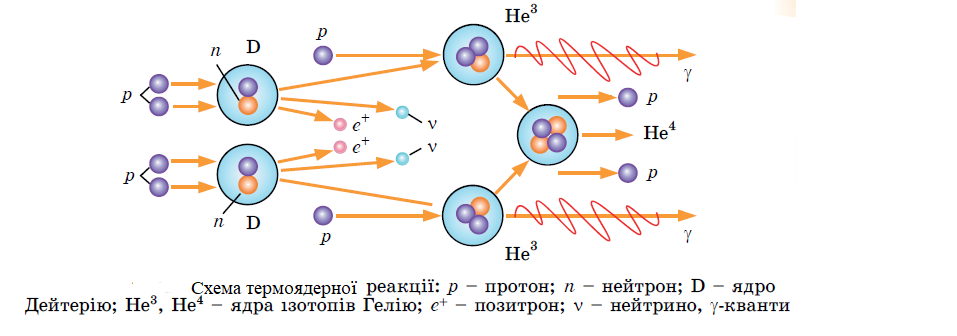 He³
p
n D
γ
p
p
e⁺ ν
He⁴
e⁺ ν
p
p
n D
p
γ
He³
Схема термоядерної реакції: p – протон; n – нейтрон; D – ядро
Дейтерію; He³, He⁴ – ядра ізотопів Гелію; e⁺ – позитрон; ν – нейтрино, γ-кванти